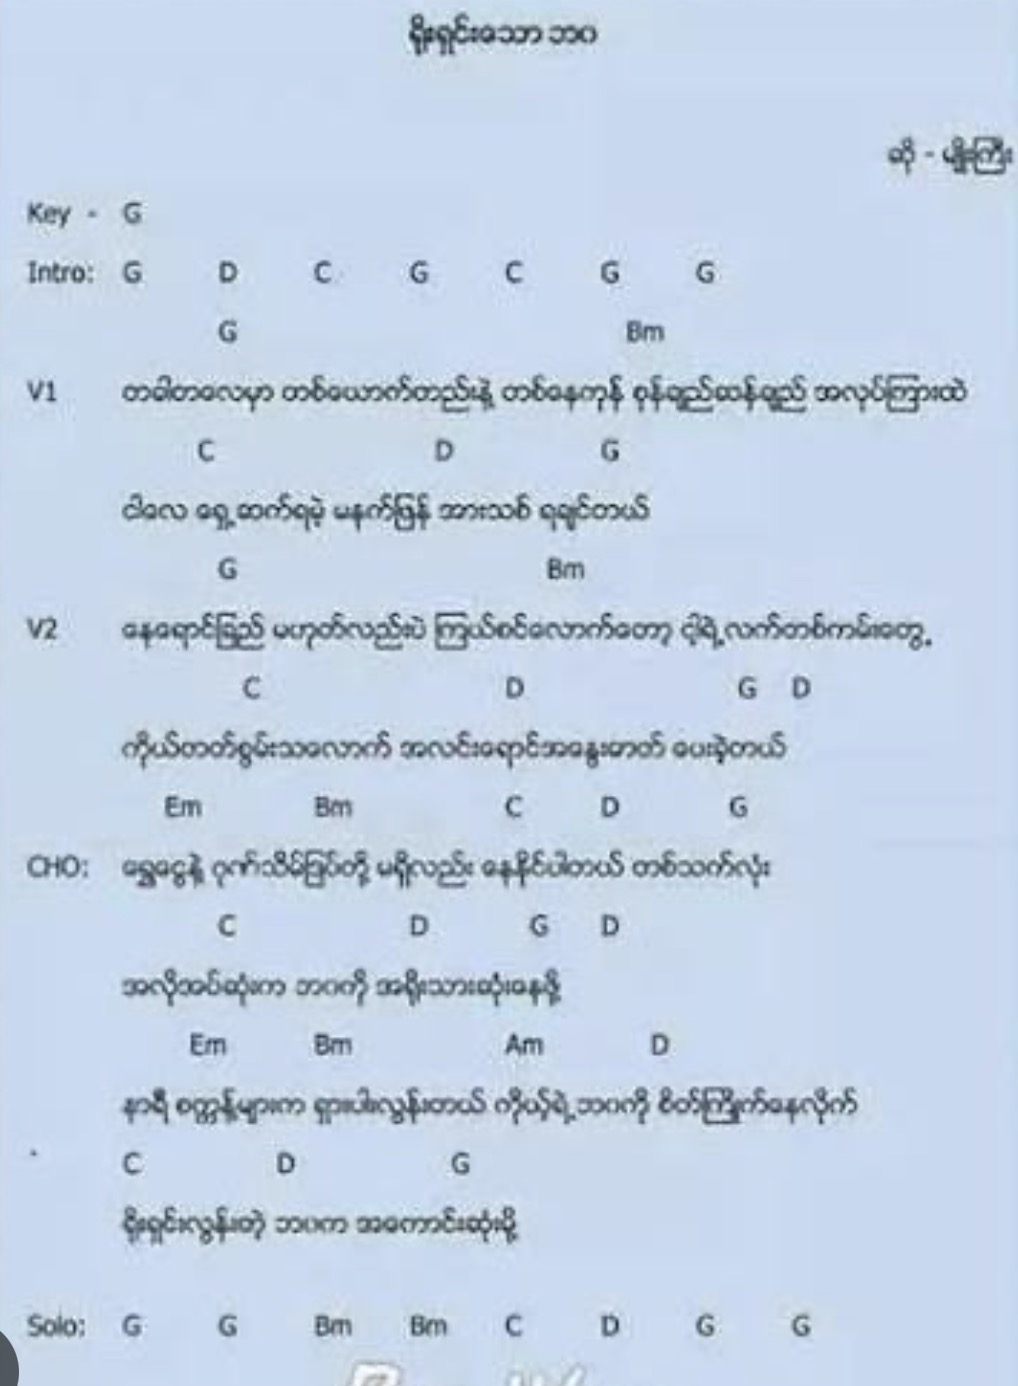 ရိုးရှင်းသော ဘဝ
ဆို - မျိုးကြီး
Key - G
Intro: G D C G C G G
G Bm
V1 တခါတလေမှာ တစ်ယောက်တည်းနဲ့ တစ်နေကုန် စုန်ချည်ဆန်ချည် အလုပ်ကြားထဲ
C D G
ငါလေ ရှေ့ဆက်ရမဲ့ မနက်ဖြန် အားသစ် ရချင်တယ်
G Bm
V2 နေရောင်ခြည် မဟုတ်လည်းပဲ ကြယ်စင်လောက်တော့ ငါ့ရဲ့လက်တစ်ကမ်းတွေ့
C D G D
ကိုယ်တတ်စွမ်းသလောက် အလင်းရောင်အနွေးဓာတ် ပေးခဲ့တယ်
Em Bm C D G
CHO: ရွှေငွေနဲ့ ဂုဏ်သိမ်ဒြပ်တို့ မရှိလည်း နေနိုင်ပါတယ် တစ်သက်လုံး
C D G D
အလိုအပ်ဆုံးက ဘဝကို အရိုးသားဆုံးနေဖို့
Em Bm Am D
နာရီ စက္ကန့်များက ရှားပါးလွန်းတယ် ကိုယ့်ရဲ့ဘဝကို စိတ်ကြိုက်နေလိုက်
C D G
ရိုးရှင်းလွန်းတဲ့ ဘဝက အကောင်းဆုံးမို့
Solo: G G Bm Bm C D G G